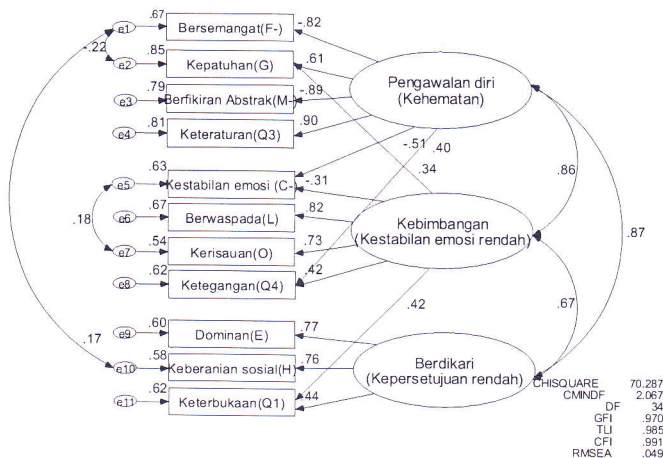 .67
e1
Bersemangat(F-)
-.82
-.22
.85
e2
Kepatuhan(G)
.61
.79
e3
Berfikiran Abstrak(M-)
-.89
.81
e4
Keteraturan(Q3)
.90
Pengawalan diri
(Kehematan)
-.51
.40
.34
.63
e5
Kestabilan emosi (C-)
-.31
.86
.67
e6
Berwaspada(L)
.82
.18
.54
e7
Kerisauan(O)
.73
Kebimbangan
(Kestabilan emosi rendah)
.87
.62
e8
Ketegangan(Q4)
.42
.42
.67
.60
e9
Dominan(E)
.77
.17
.58
e10
Keberanian sosial(H)
.76
Berdikari
(Kepersetujuan rendah)
.62
e11
Keterbukaan(Q1)
.44
CHISQUARE 70.287
CMINDF 2.067
DF 34
GFI .970
TLI .985
CFI .991
RMSEA .049